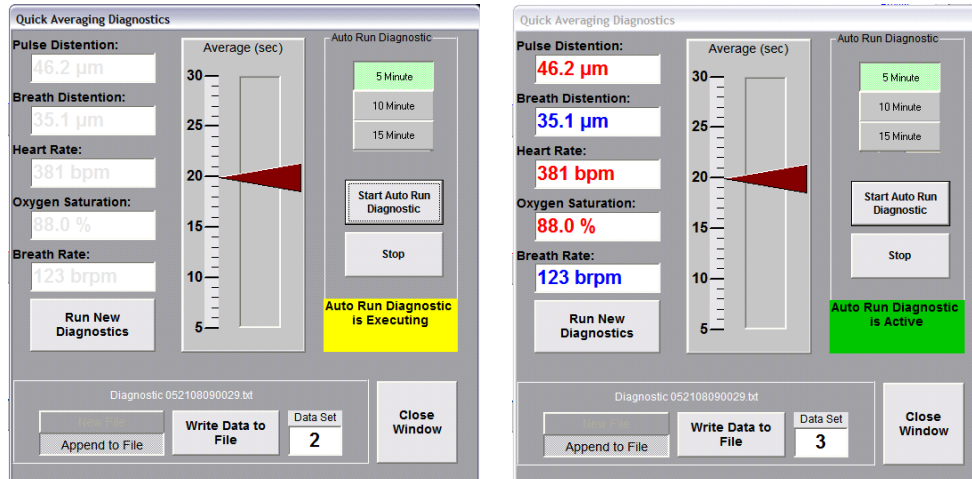 Quick Averaging Diagnostics
Pulse Distention:
46.2 µm
Breath Distention:
35.1 µm
Heart Rate:
381 bpm
Oxygen Saturation:
88.0 %
Breath Rate:
123 brpm
Run New
Diagnostics
Average (sec)
30
25
20
15
10
5
Auto Run Diagnostic
5 Minute
10 Minute
15 Minute
Start Auto Run
Diagnostic
Stop
Auto Run Diagnostic
is Executing
Diagnostic 052108090029.txt
New File
Append to File
Write Data to
File
Data Set
2
Close
Window
Quick Averaging Diagnostics
Pulse Distention:
46.2 µm
Breath Distention:
35.1 µm
Heart Rate:
381 bpm
Oxygen Saturation:
88.0 %
Breath Rate:
123 brpm
Run New
Diagnostics
Average (sec)
30
25
20
15
10
5
Auto Run Diagnostic
5 Minute
10 Minute
15 Minute
Start Auto Run
Diagnostic
Stop
Auto Run Diagnostic
is Active
Diagnostic 052108090029.txt
New File
Append to File
Write Data to
File
Data Set
3
Close
Window